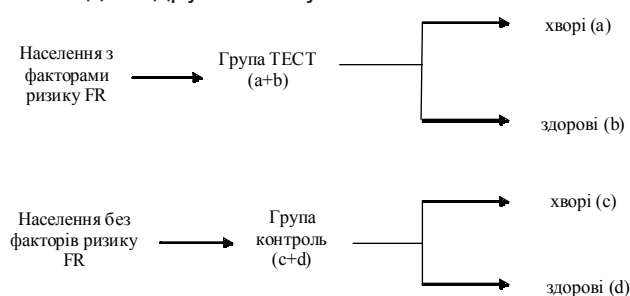 хворі (a)
Населення з
факторами
ризику FR
Група ТЕСТ
(a+b)
здорові (b)
Населення без
факторів ризику
FR
Група
контроль
(c+d)
хворі (c)
здорові (d)